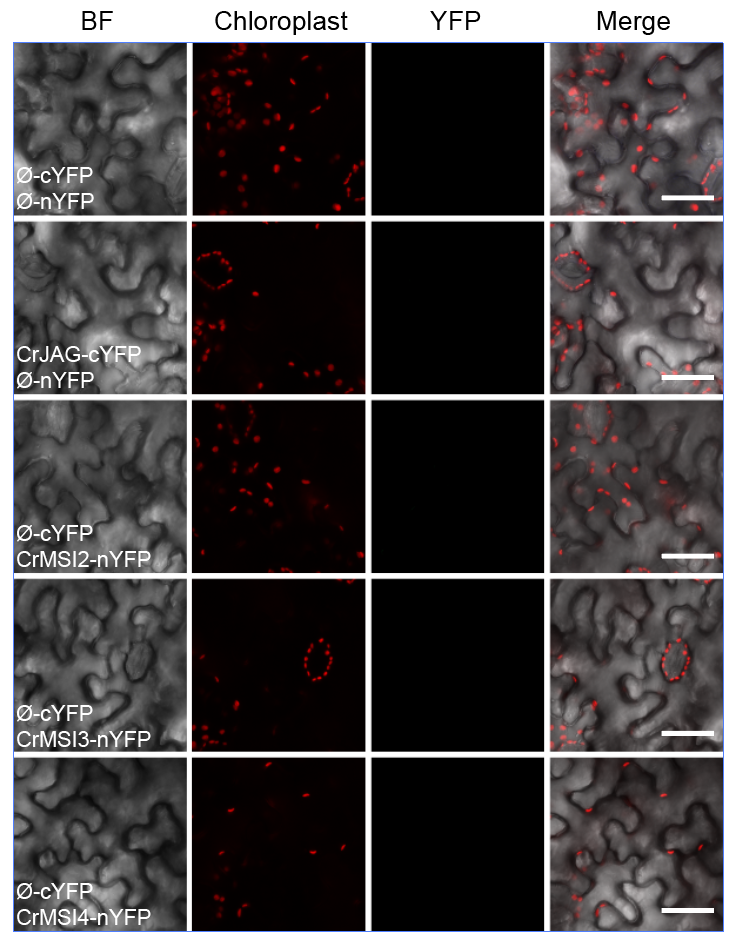 BF Chloroplast YFP Merge
Ø-cYFP
Ø-nYFP
CrJAG-cYFP
Ø-nYFP
Ø-cYFP
CrMSI2-nYFP
Ø-cYFP
CrMSI3-nYFP
Ø-cYFP
CrMSI4-nYFP